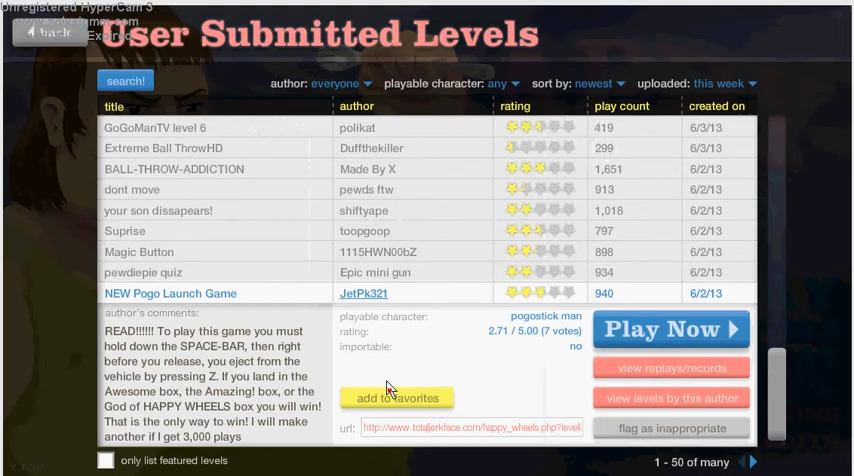 Unregistered HyperCam 3
User Submitted Levels
search!
author: everyone playable character: any sort by: newest uploaded: this week
title author rating play count created on
GoGoManTV level 6 polikat 419 6/3/13
Extreme Ball ThrowHD Duffthekiller 299 6/3/13
BALL-THROW-ADDICTION Made By X 1,651 6/2/13
dont move pewds ftw 913 6/2/13
your son dissapears! shiftyape 1,018 6/2/13
Suprise toopgoop 797 6/2/13
Magic Button 1115HWN00bZ 898 6/2/13
pewdiepie quiz Epic mini gun 934 6/2/13
NEW Pogo Launch Game JetPk321 940 6/2/13
author's comments:
READ!!!!!! To play this game you must
hold down the SPACE-BAR, then right
before you release, you eject from the
vehicle by pressing Z. If you land in the
Awesome box, the Amazing! box, or the
God of HAPPY WHEELS box you will win!
That is the only way to win! I will make
another if I get 3,000 plays
playable character: pogostick man
rating: 2.71 / 5.00 (7 votes)
importable: no
add to favorites
url: http://www.totaljerkface.com/happy_wheels.php?level
Play Now
view replays/records
view levels by this author
flag as inappropriate
only list featured levels
1 - 50 of many